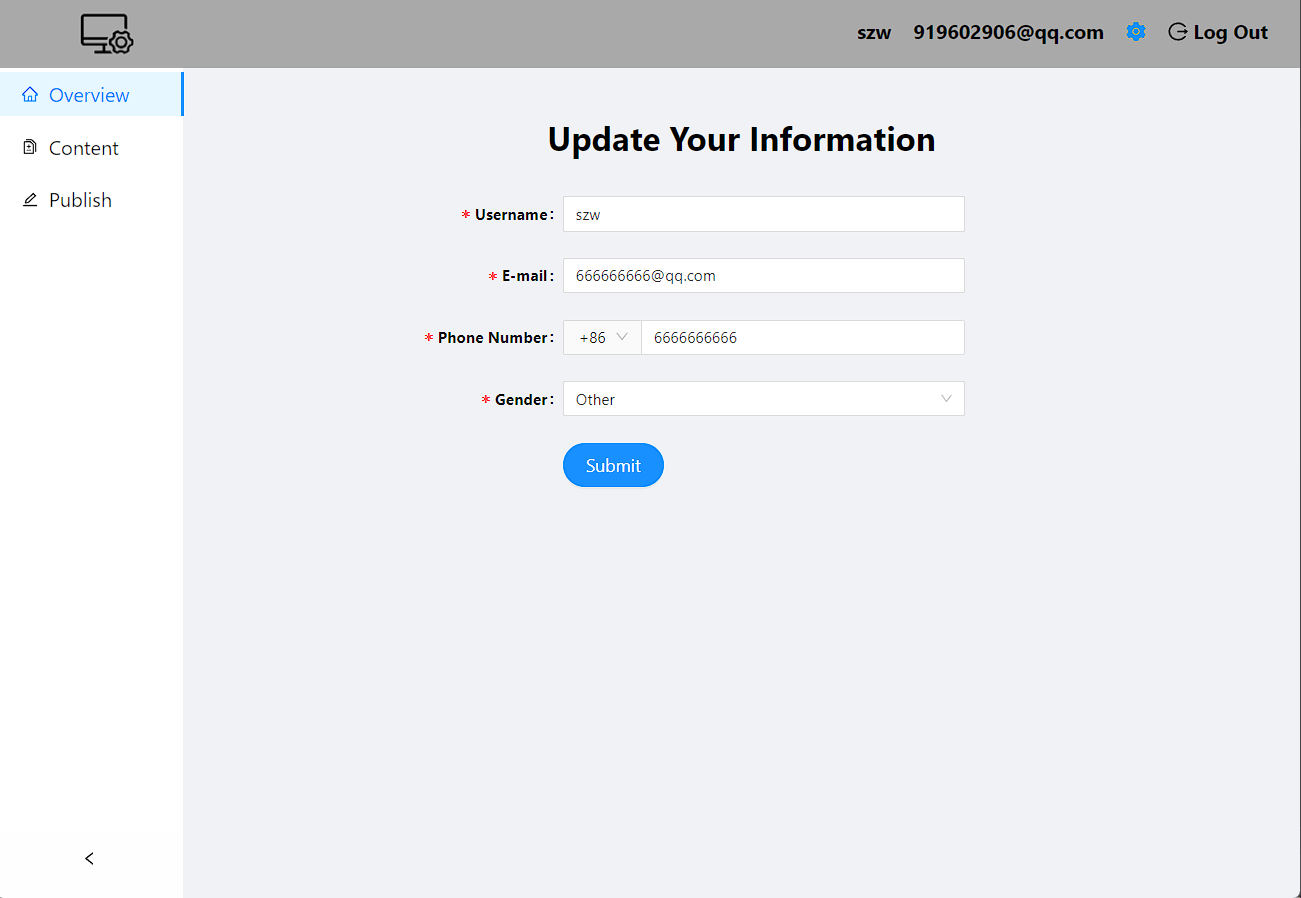 szw 919602906@qq.com Log Out
Overview
Content
Publish
Update Your Information
* Username:
szw
* E-mail:
666666666@qq.com
* Phone Number:
+86 6666666666
* Gender:
Other
Submit